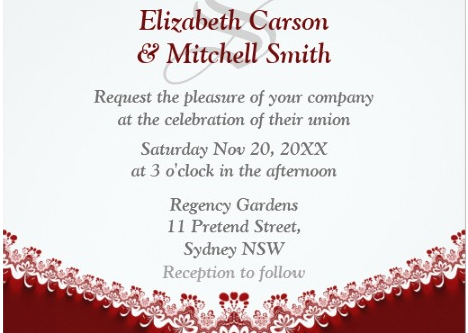 Elizabeth Carson
& Mitchell Smith
Request the pleasure of your company
at the celebration of their union
Saturday Nov 20, 20XX
at 3 o'clock in the afternoon
Regency Gardens
11 Pretend Street,
Sydney NSW
Reception to follow